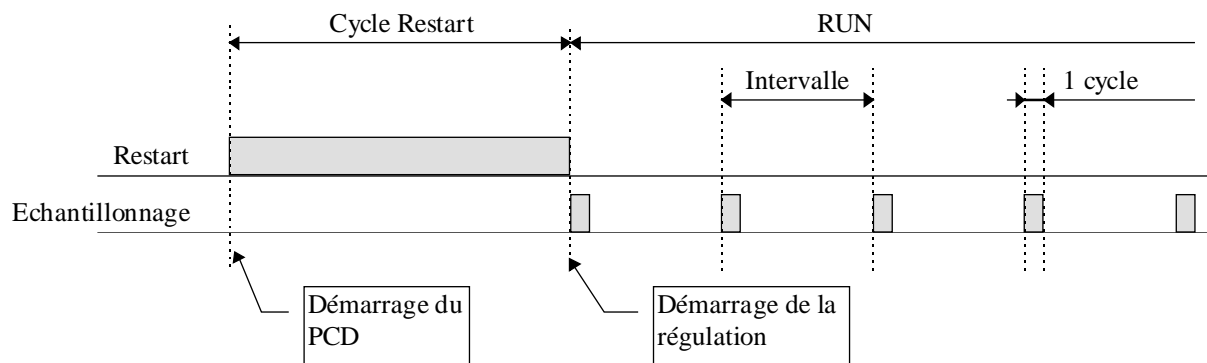 Cycle Restart
RUN
Intervalle
1 cycle
Restart
Echantillonnage
Démarrage du
PCD
Démarrage de la
régulation